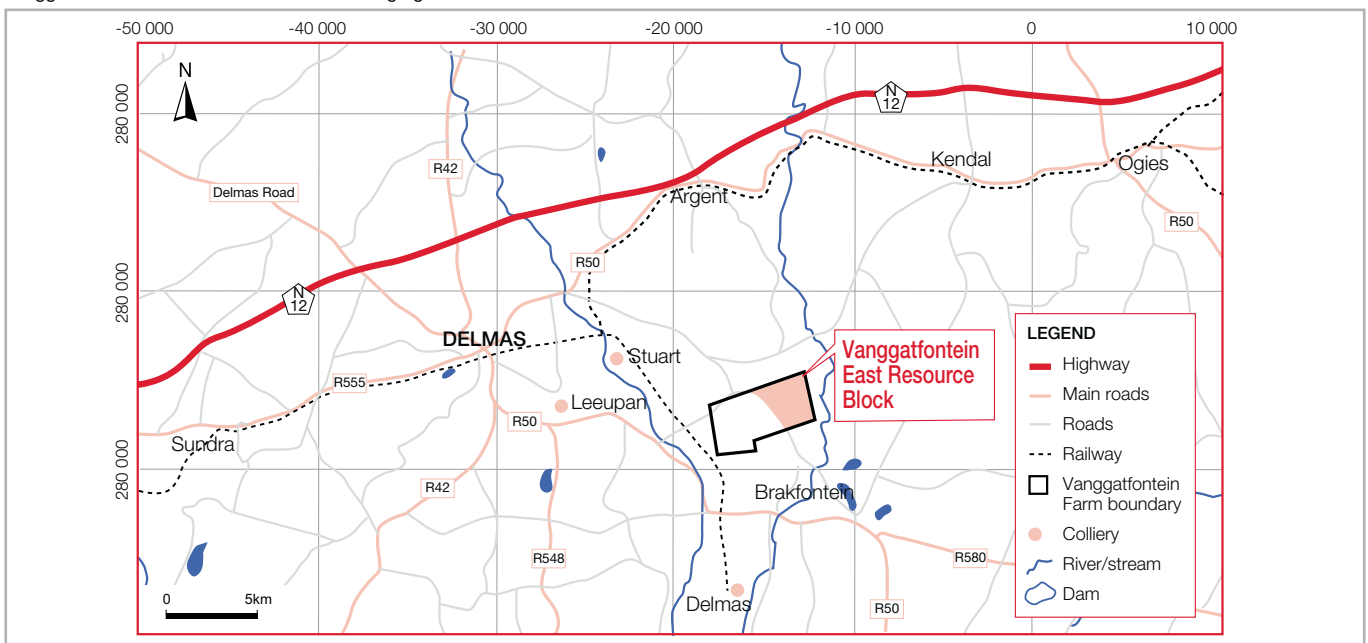 -50 000
-40 000
-30 000
-20 000
-10 000
0
10 000
N
280 000
280 000
280 000
N
12
N
12
R42
Delmas Road
Argent
Kendal
Ogies
R50
R50
DELMAS
Stuart
R555
Leeupan
R50
Sundra
R42
R548
Brakfontein
R580
Delmas
R50
0 5km
Vanggatfontein
East Resource
Block
LEGEND
Highway
Main roads
Roads
Railway
Vanggatfontein
Farm boundary
Colliery
River/stream
Dam